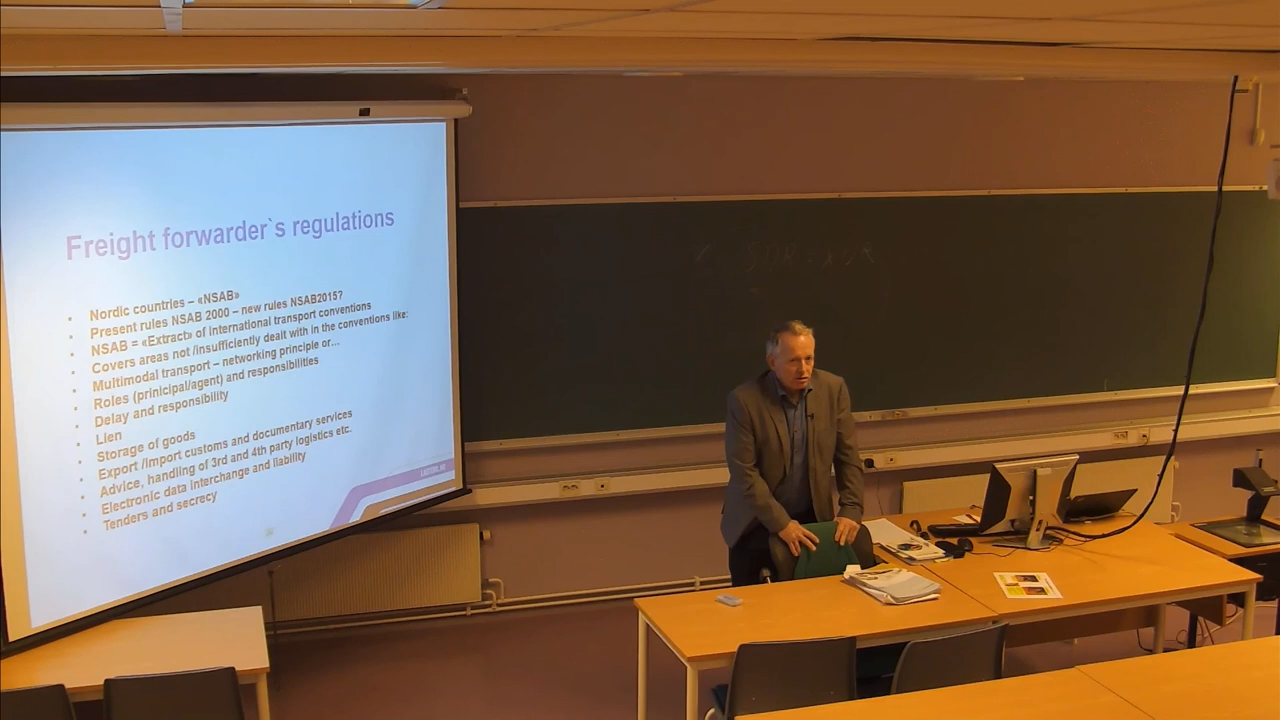 Freight forwarder`s regulations
Nordic countries – «NSAB»
Present rules NSAB 2000 – new rules NSAB2015?
NSAB = «Extract» of international transport conventions
Covers areas not /insufficiently dealt with in the conventions like:
Multimodal transport – networking principle or…
Roles (prinicipal/agent) and responsibilities
Delay and responsibility
Lien
Storage of goods
Export /import customs and documentary services
Advice, handling of 3rd and 4th party logistics etc.
Electronic data interchange and liability
Tenders and secrecy